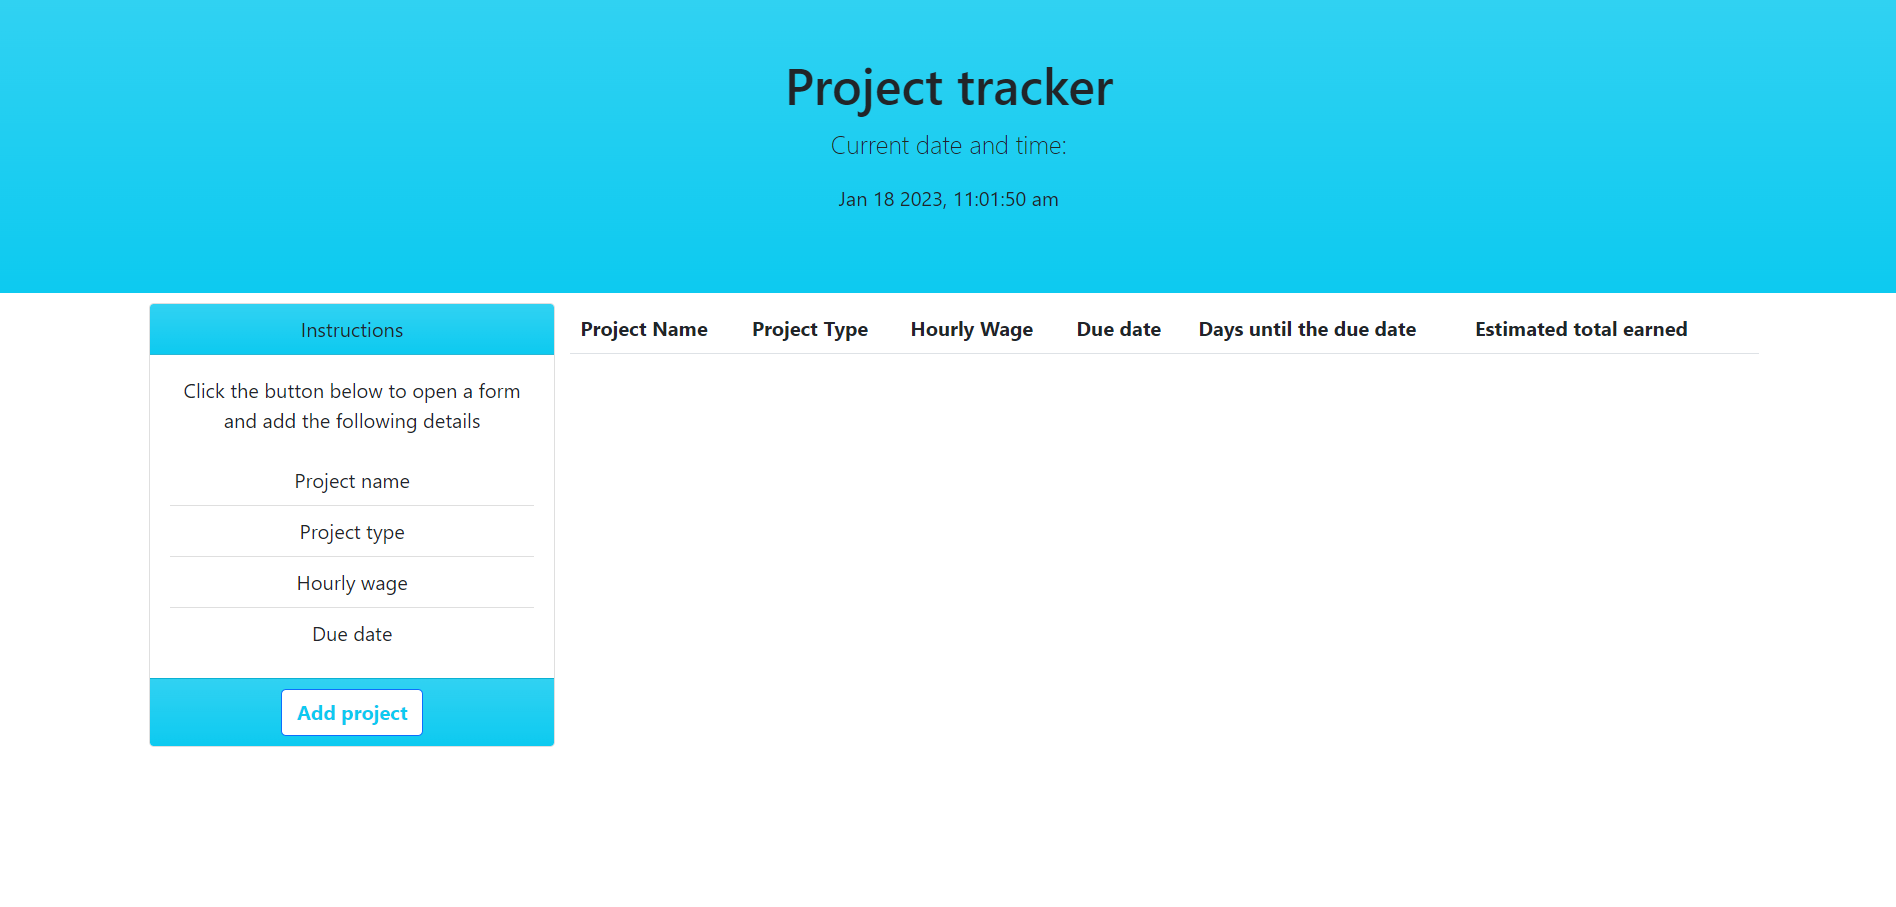 Project tracker
Current date and time:
Jan 18 2023, 11:01:50 am
Instructions
Click the button below to open a form
and add the following details
Project name
Project type
Hourly wage
Due date
Add project
Project Name Project Type Hourly Wage Due date Days until the due date Estimated total earned